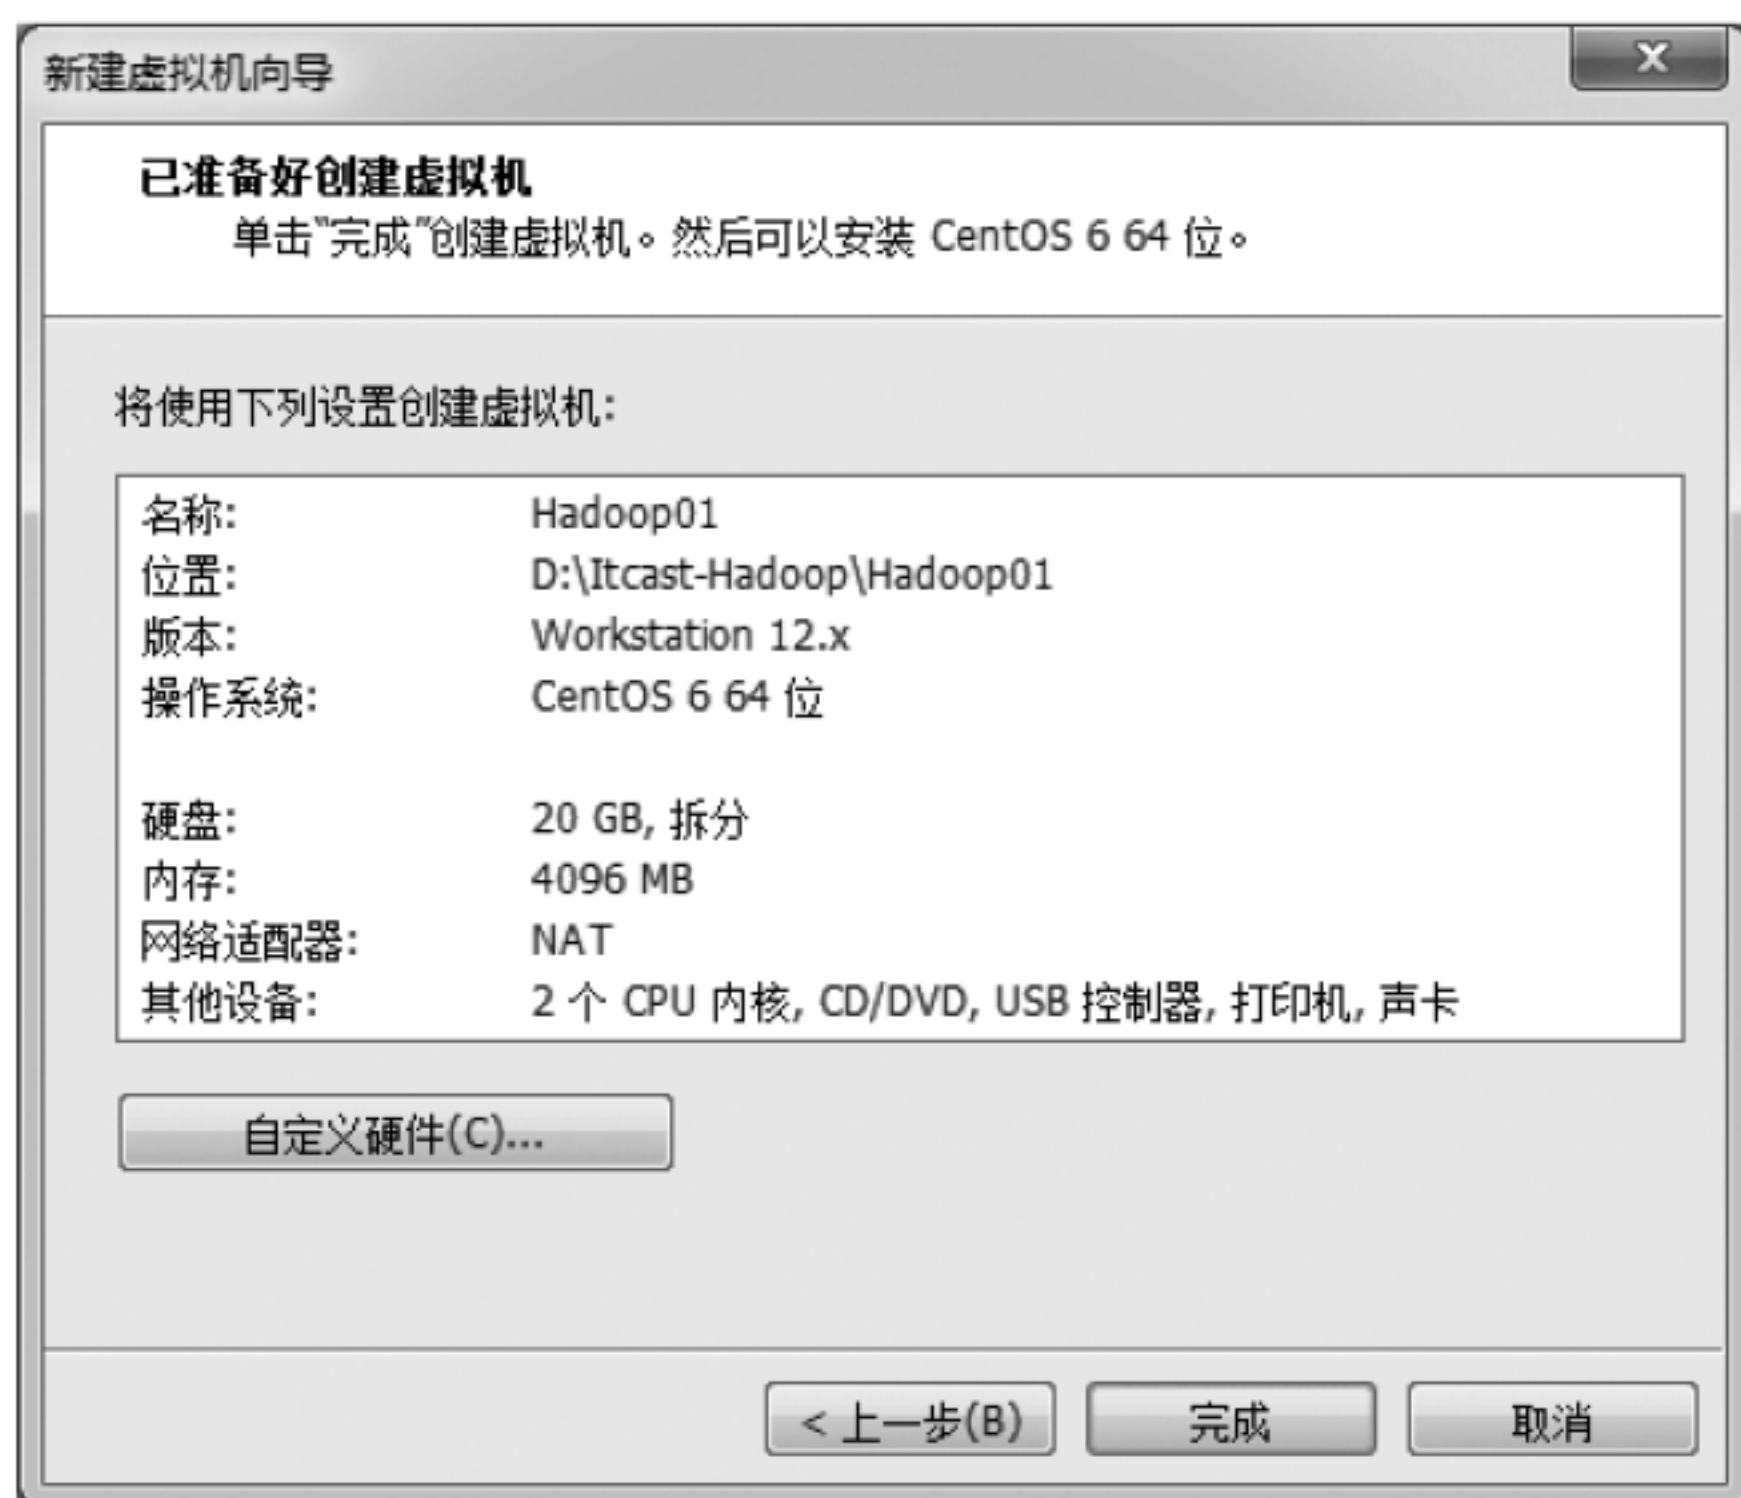 新建虚拟机向导
已准备好创建虚拟机
单击“完成”创建虚拟机。然后可以安装 CentOS 6 64 位。
将使用下列设置创建虚拟机:
名称: Hadoop01
位置: D:\Itcast-Hadoop\Hadoop01
版本: Workstation 12.x
操作系统: CentOS 6 64 位
硬盘: 20 GB, 拆分
内存: 4096 MB
网络适配器: NAT
其他设备: 2 个 CPU 内核, CD/DVD, USB 控制器, 打印机, 声卡
自定义硬件(C)...
< 上一步(B) 完成 取消